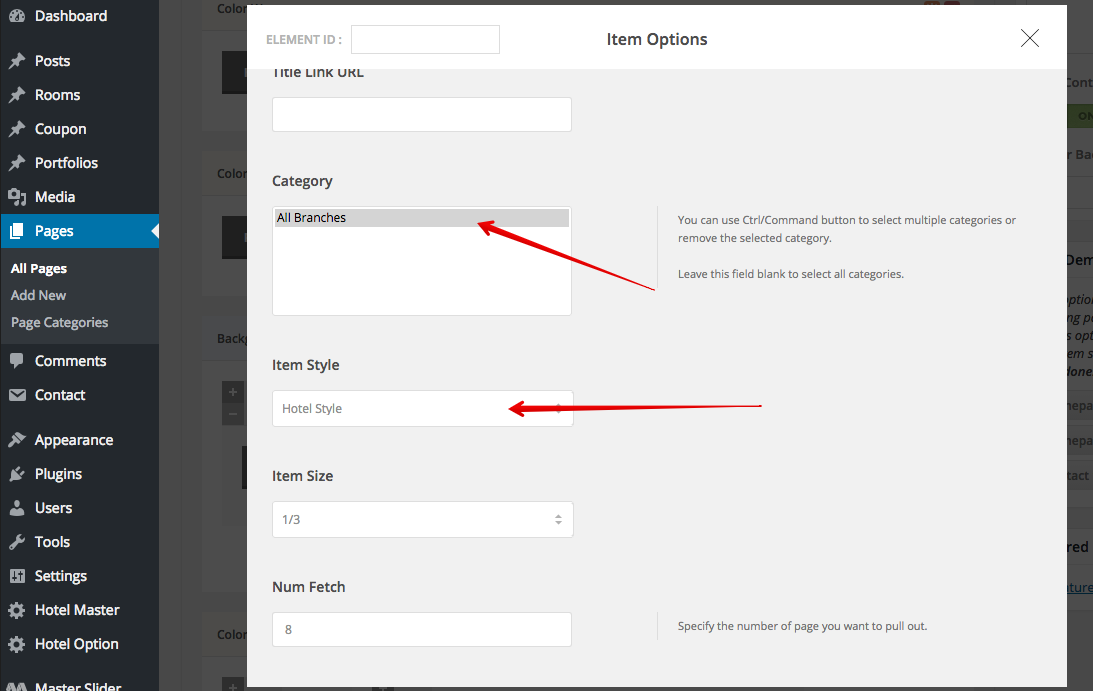 Dashboard
Posts
Rooms
Coupon
Portfolios
Media
Pages
All Pages
Add New
Page Categories
Comments
Contact
Appearance
Plugins
Users
Tools
Settings
Hotel Master
Hotel Option
Master Slider
ELEMENT ID :
Item Options
Title Link URL
Category
All Branches
You can use Ctrl/Command button to select multiple categories or
remove the selected category.
Leave this field blank to select all categories.
Item Style
Hotel Style
Item Size
1/3
Num Fetch
8
Specify the number of page you want to pull out.